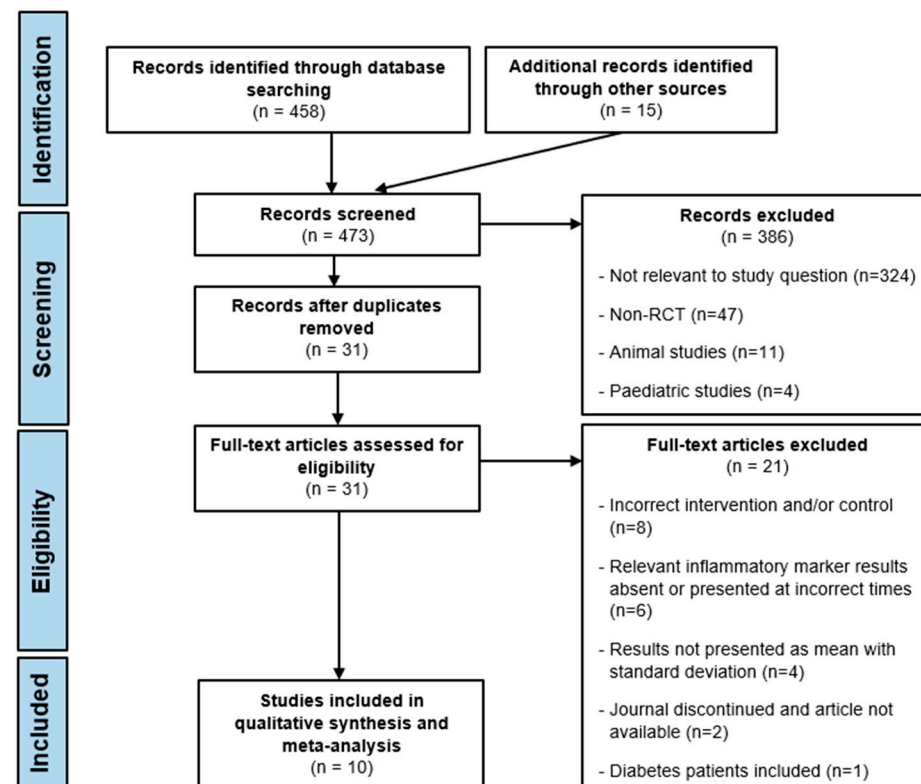 Identification
Records identified through database
searching
(n = 458)
Additional records identified
through other sources
(n = 15)
Screening
Records screened
(n = 473)
Records excluded
(n = 386)
- Not relevant to study question (n=324)
- Non-RCT (n=47)
- Animal studies (n=11)
- Paediatric studies (n=4)
Records after duplicates
removed
(n = 31)
Eligibility
Full-text articles assessed for
eligibility
(n = 31)
Full-text articles excluded
(n = 21)
- Incorrect intervention and/or control
(n=8)
- Relevant inflammatory marker results
absent or presented at incorrect times
(n=6)
- Results not presented as mean with
standard deviation (n=4)
- Journal discontinued and article not
available (n=2)
- Diabetes patients included (n=1)
Included
Studies included in
qualitative synthesis and
meta-analysis
(n = 10)